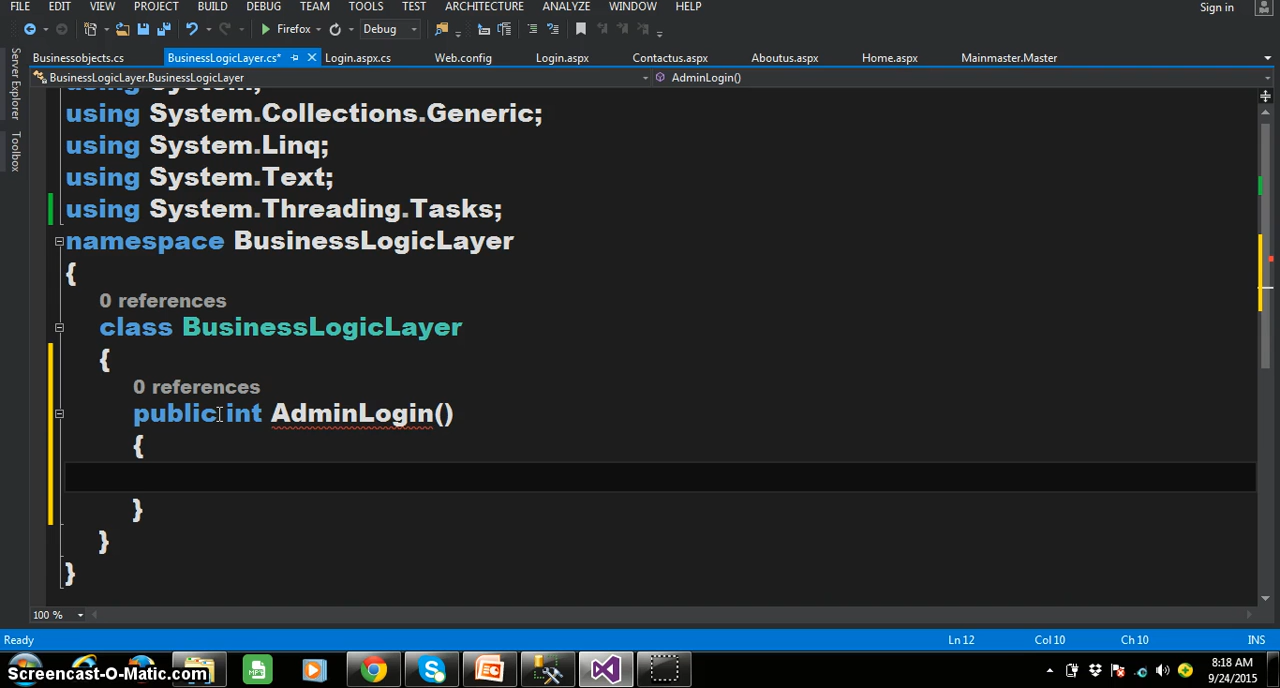 FILE EDIT VIEW PROJECT BUILD DEBUG TEAM TOOLS TEST ARCHITECTURE ANALYZE WINDOW HELP Sign in
Firefox Debug
Businessobjects.cs BusinessLogicLayer.cs* Login.aspx.cs Web.config Login.aspx Contactus.aspx Aboutus.aspx Home.aspx Mainmaster.Master
BusinessLogicLayer.BusinessLogicLayer AdminLogin()
Server Explorer
Toolbox
using System;
using System.Collections.Generic;
using System.Linq;
using System.Text;
using System.Threading.Tasks;
namespace BusinessLogicLayer
{
0 references
class BusinessLogicLayer
{
0 references
public int AdminLogin()
{
}
}
}
100 %
Ready Ln 12 Col 10 Ch 10 INS
Screencast-O-Matic.com
8:18 AM
9/24/2015